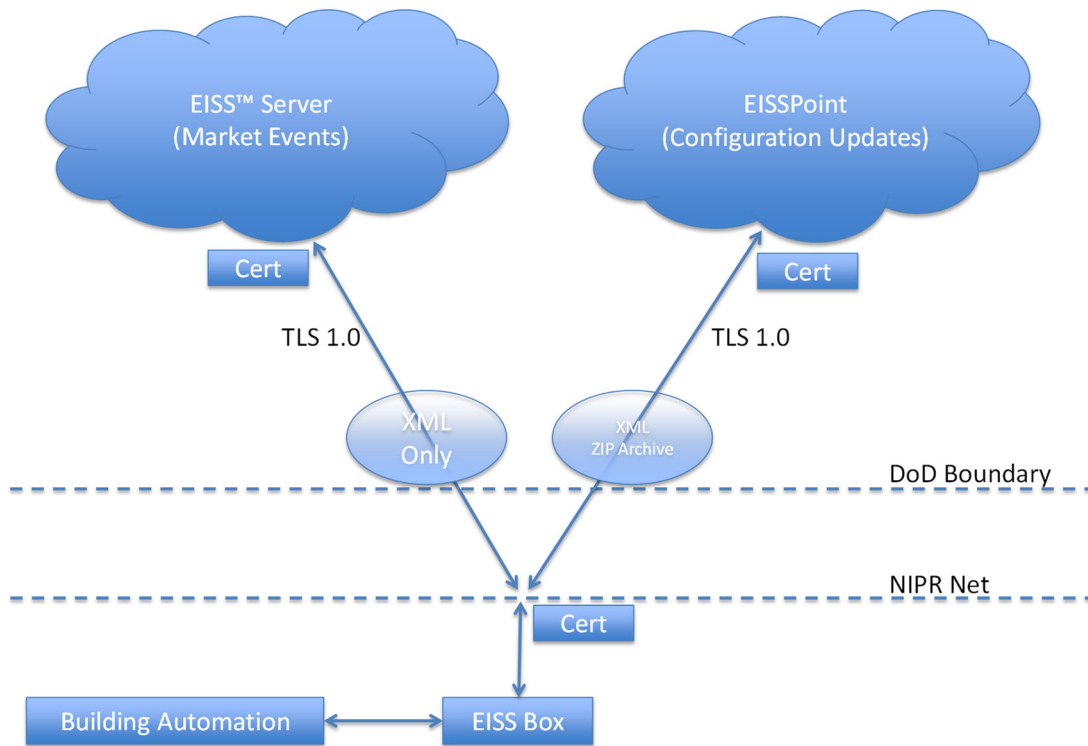 EISS™ Server
(Market Events)
EISSPoint
(Configuration Updates)
Cert
Cert
TLS 1.0
TLS 1.0
XML
Only
XML
ZIP Archive
DoD Boundary
NIPR Net
Cert
Building Automation
EISS Box